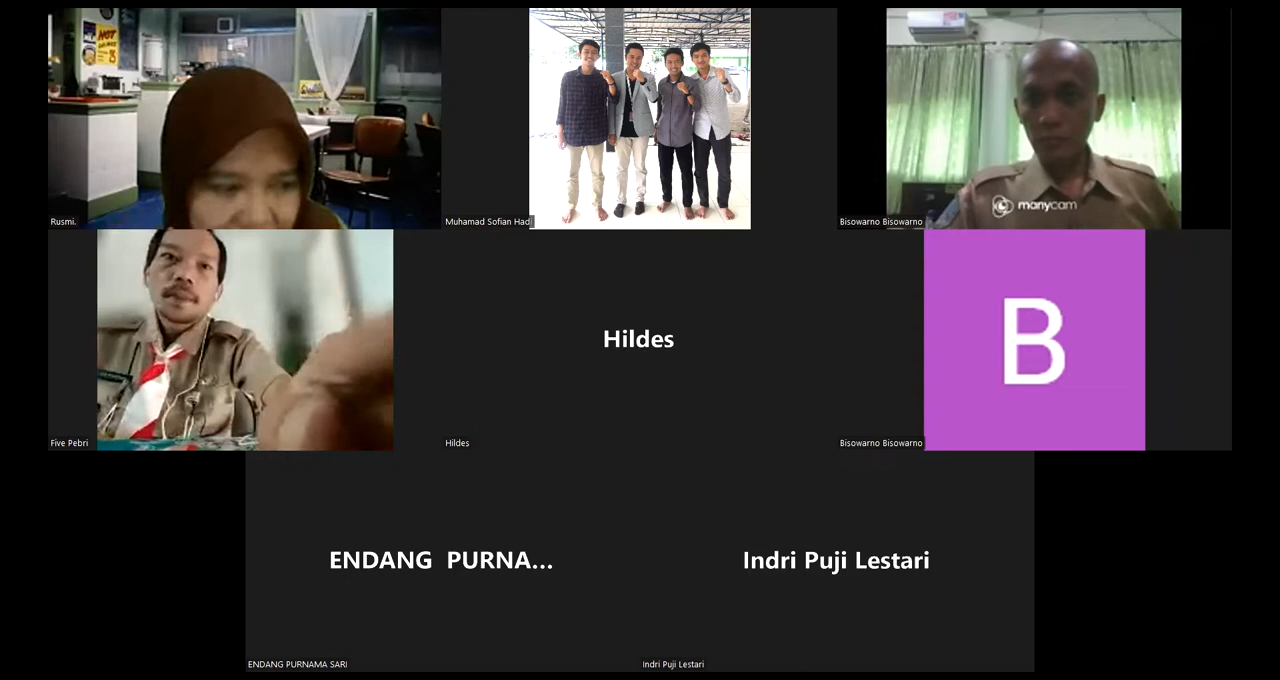 HOT
Rusmi.
Muhamad Sofian Hadi
manycam
Bisowarno Bisowarno
Five Pebri
Hildes
Hildes
B
Bisowarno Bisowarno
ENDANG PURNA...
ENDANG PURNAMA SARI
Indri Puji Lestari
Indri Puji Lestari